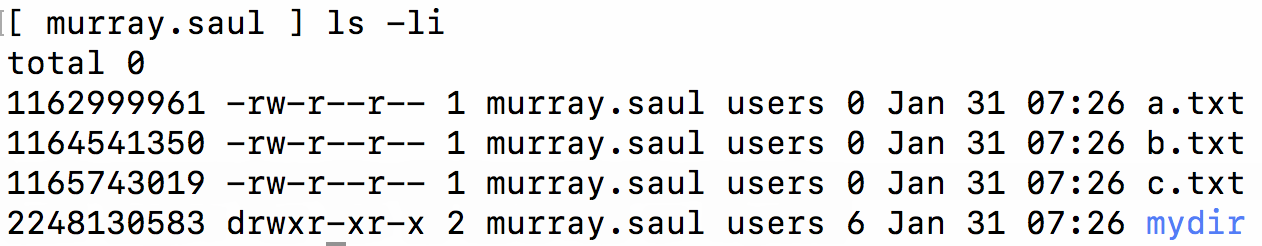 [ murray.saul ] ls -li
total 0
1162999961 -rw-r--r-- 1 murray.saul users 0 Jan 31 07:26 a.txt
1164541350 -rw-r--r-- 1 murray.saul users 0 Jan 31 07:26 b.txt
1165743019 -rw-r--r-- 1 murray.saul users 0 Jan 31 07:26 c.txt
2248130583 drwxr-xr-x 2 murray.saul users 6 Jan 31 07:26 mydir